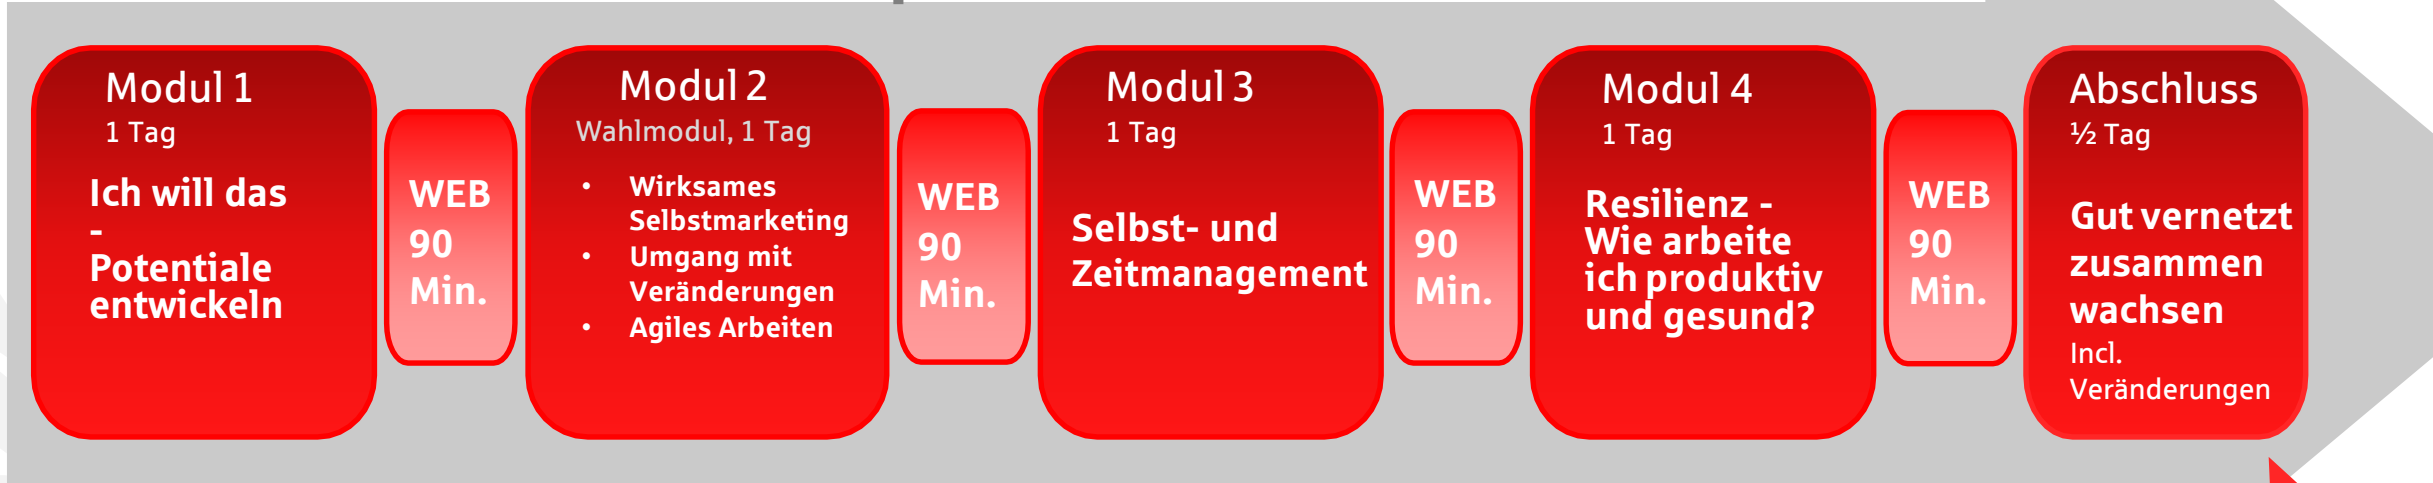 Modul 1
1 Tag
Ich will das
-
Potentiale
entwickeln
WEB
90
Min.
Modul 2
Wahlmodul, 1 Tag
• Wirksames
Selbstmarketing
• Umgang mit
Veränderungen
• Agiles Arbeiten
WEB
90
Min.
Modul 3
1 Tag
Selbst- und
Zeitmanagement
WEB
90
Min.
Modul 4
1 Tag
Resilienz -
Wie arbeite
ich produktiv
und gesund?
WEB
90
Min.
Abschluss
½ Tag
Gut vernetzt
zusammen
wachsen
Incl.
Veränderungen